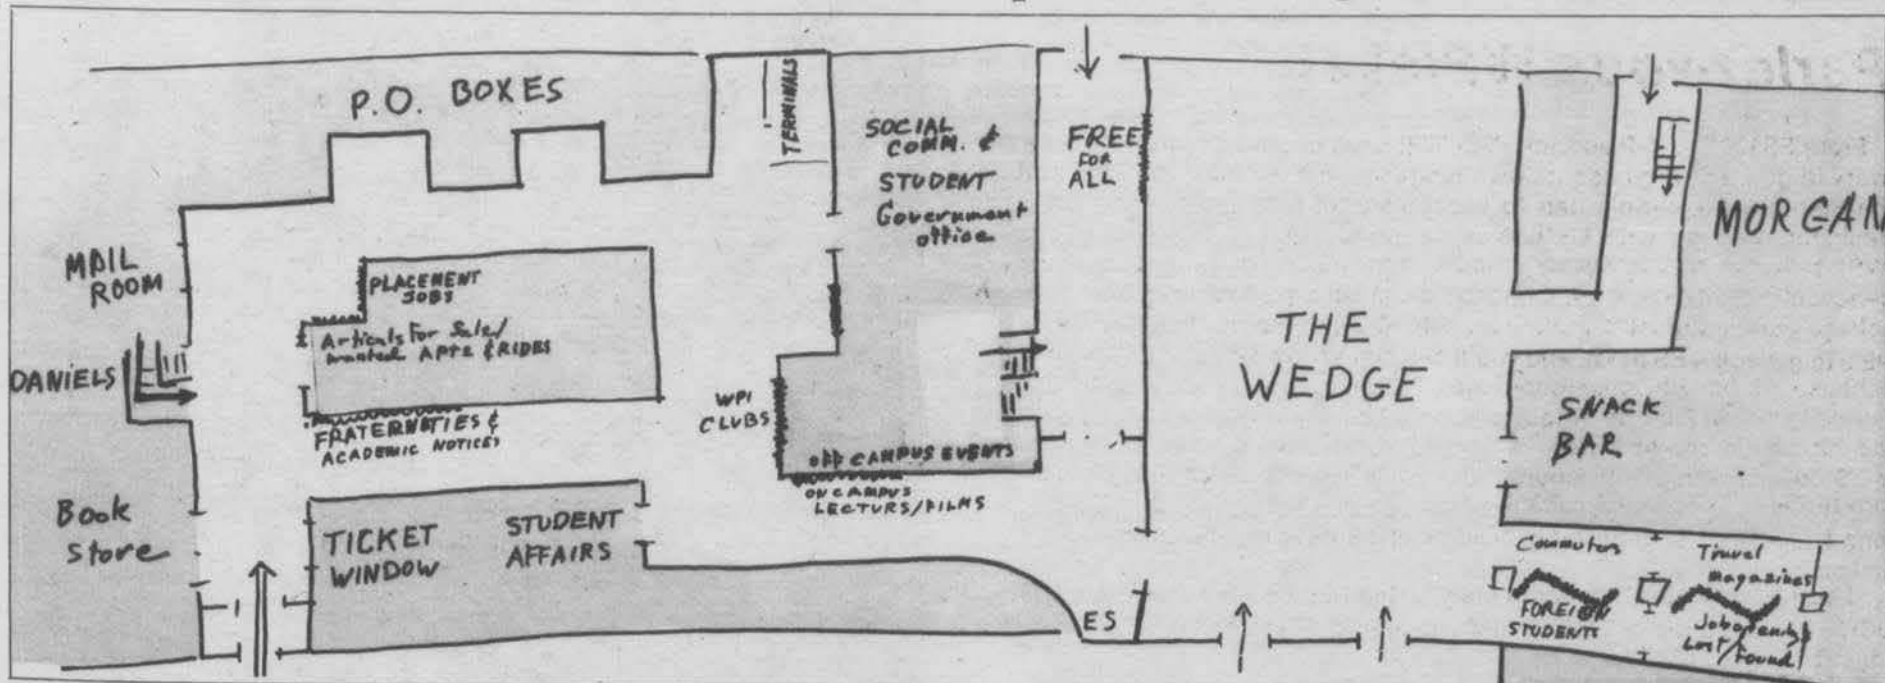 P.O. BOXES
TERMINALS
SOCIAL
COMM. &
STUDENT
Government
office
FREE
FOR
ALL
MORGAN
MAIL
ROOM
PLACEMENT
JOBS
Articals For Sale/
wanted Apts & RIDES
DANIELS
THE
WEDGE
WPI
CLUBS
SNACK
BAR
FRATERNATIES &
ACADEMIC NOTICES
OFF CAMPUS EVENTS
ON CAMPUS
LECTURS/FILMS
Book
Store
TICKET
WINDOW
STUDENT
AFFAIRS
ES
Commuters
Travel
magazines
FOREIGN
STUDENTS
Lost/Found